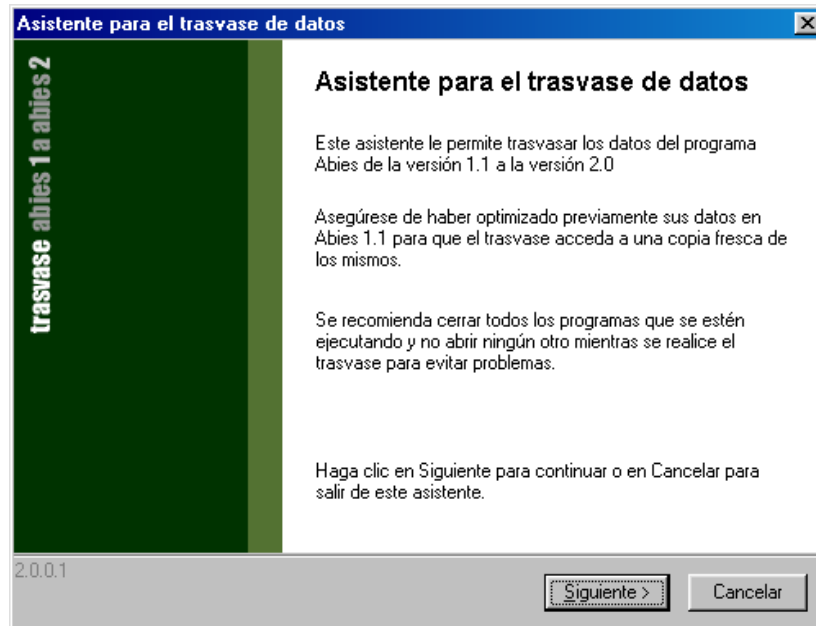 Asistente para el trasvase de datos
trasvase abies 1 a abies 2
Asistente para el trasvase de datos
Este asistente le permite trasvasar los datos del programa
Abies de la versión 1.1 a la versión 2.0
Asegúrese de haber optimizado previamente sus datos en
Abies 1.1 para que el trasvase acceda a una copia fresca de
los mismos.
Se recomienda cerrar todos los programas que se estén
ejecutando y no abrir ningún otro mientras se realice el
trasvase para evitar problemas.
Haga clic en Siguiente para continuar o en Cancelar para
salir de este asistente.
2.0.0.1
Siguiente >
Cancelar